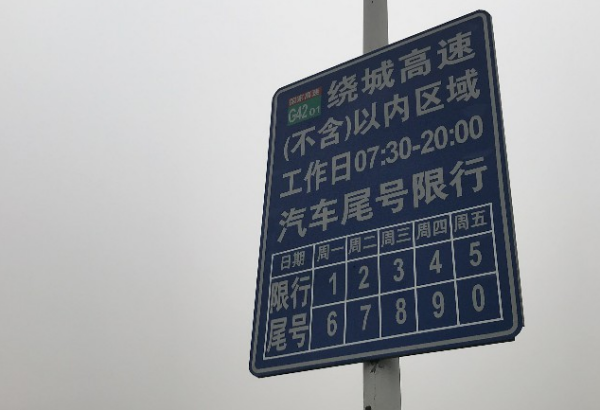 国家高速
G4201
绕城高速
(不含)以内区域
工作日07:30-20:00
汽车尾号限行
日期 周一 周二 周三 周四 周五
限行 1 2 3 4 5
尾号 6 7 8 9 0